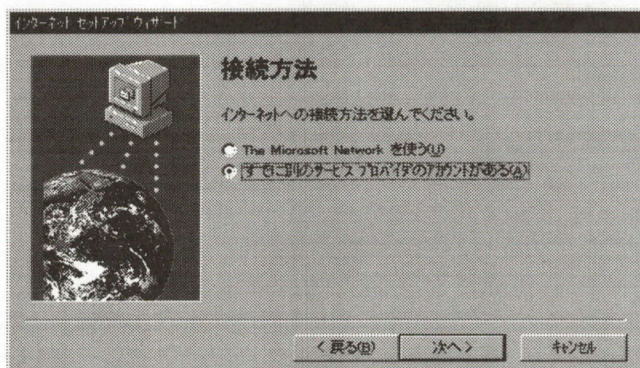 インターネット セットアップ ウィザード
接続方法
インターネットへの接続方法を選んでください。
The Microsoft Network を使う(U)
すでに別のサービス プロバイダのアカウントがある(A)
< 戻る(B)
次へ >
キャンセル